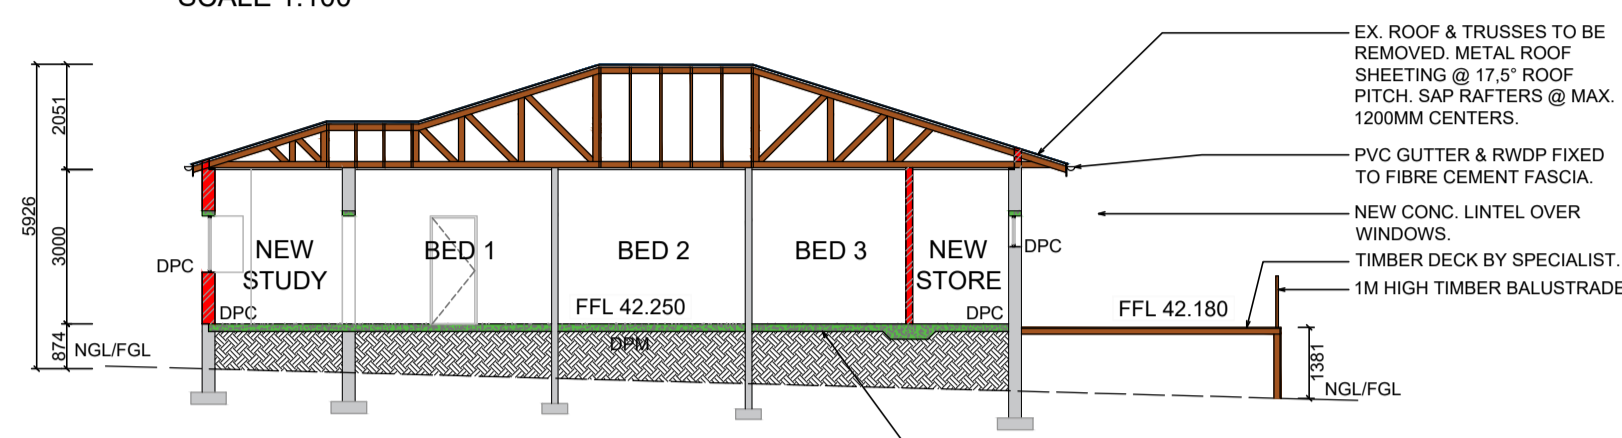 SCALE 1:100
EX. ROOF & TRUSSES TO BE
REMOVED. METAL ROOF
SHEETING @ 17,5° ROOF
PITCH. SAP RAFTERS @ MAX.
1200MM CENTERS.
PVC GUTTER & RWDP FIXED
TO FIBRE CEMENT FASCIA.
NEW CONC. LINTEL OVER
WINDOWS.
TIMBER DECK BY SPECIALIST.
1M HIGH TIMBER BALUSTRADE
5926
2051
3000
874
NGL/FGL
DPC
DPC
NEW
STUDY
BED 1
BED 2
BED 3
NEW
STORE
DPC
DPC
FFL 42.250
DPM
FFL 42.180
1381
NGL/FGL